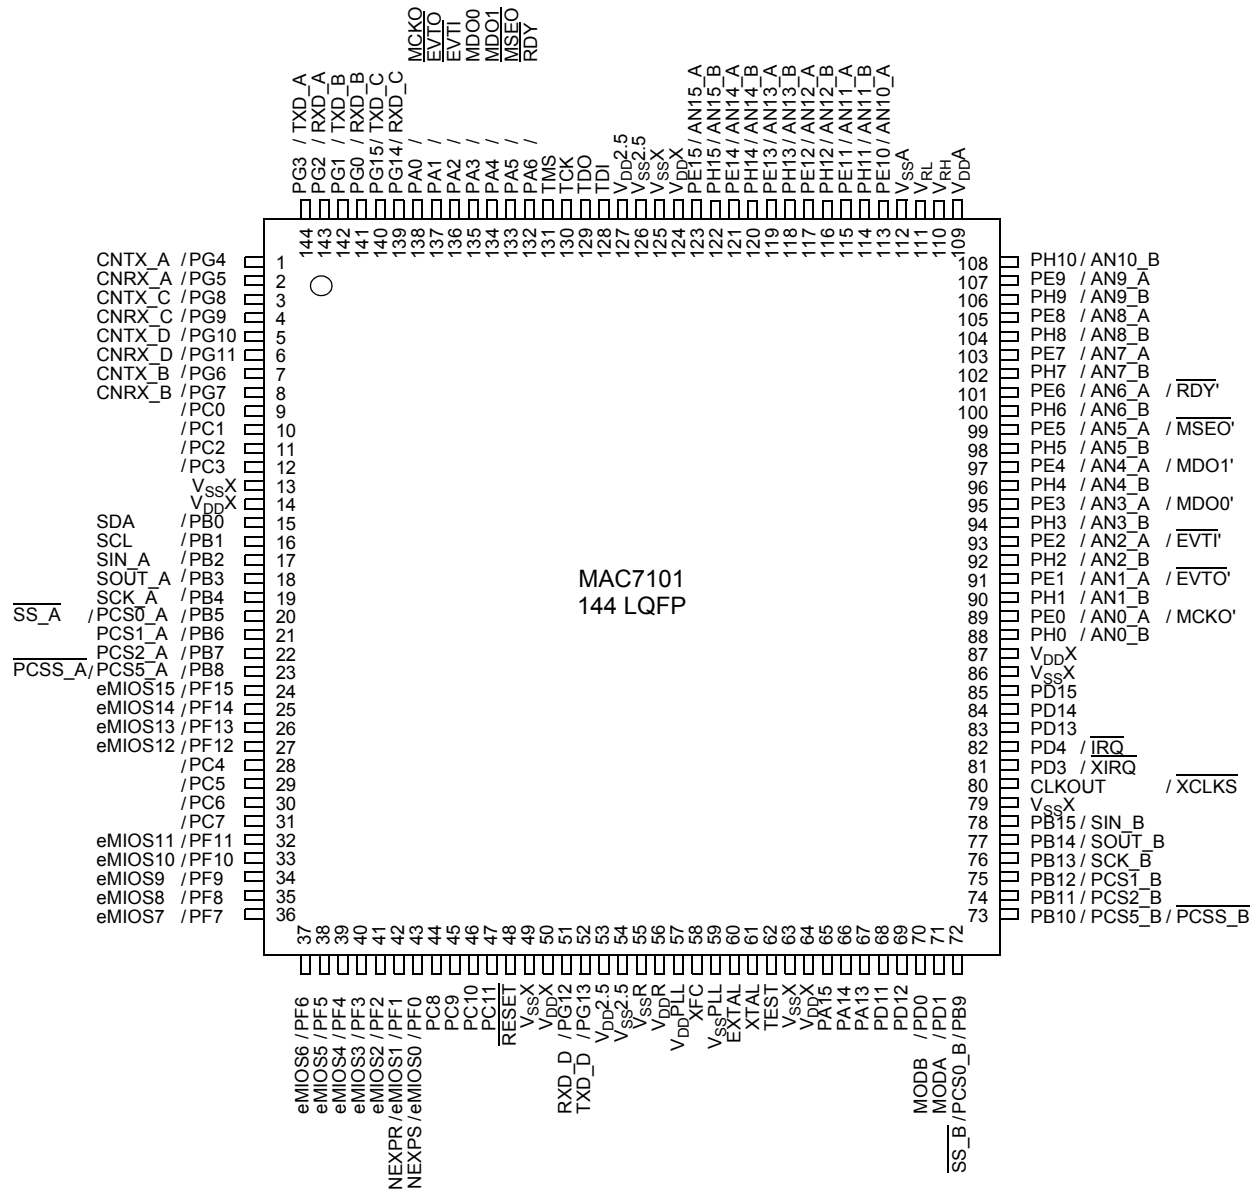 MCKO
EVTO
EVTI
MDO0
MDO1
MSEO
RDY
PG3 / TXD_A
PG2 / RXD_A
PG1 / TXD_B
PG0 / RXD_B
PG15/ TXD_C
PG14/ RXD_C
PA0 /
PA1 /
PA2 /
PA3 /
PA4 /
PA5 /
PA6 /
TMS
TCK
TDO
TDI
VDD2.5
VSS2.5
VSSX
VDDX
PE15/ AN15_A
PH15/ AN15_B
PE14/ AN14_A
PH14/ AN14_B
PE13/ AN13_A
PH13/ AN13_B
PE12/ AN12_A
PH12/ AN12_B
PE11/ AN11_A
PH11/ AN11_B
PE10/ AN10_A
VSSA
VRL
VRH
VDDA
144 143 142 141 140 139 138 137 136 135 134 133 132 131 130 129 128 127 126 125 124 123 122 121 120 119 118 117 116 115 114 113 112 111 110 109
CNTX_A /PG4 1
CNRX_A /PG5 2
CNTX_C /PG8 3
CNRX_C /PG9 4
CNTX_D /PG10 5
CNRX_D /PG11 6
CNTX_B /PG6 7
CNRX_B /PG7 8
/PC0 9
/PC1 10
/PC2 11
/PC3 12
VSSX 13
VDDX 14
SDA /PB0 15
SCL /PB1 16
SIN_A /PB2 17
SOUT_A /PB3 18
SCK_A /PB4 19
SS_A /PCS0_A /PB5 20
PCS1_A /PB6 21
PCS2_A /PB7 22
PCSS_A/PCS5_A /PB8 23
eMIOS15 /PF15 24
eMIOS14 /PF14 25
eMIOS13 /PF13 26
eMIOS12 /PF12 27
/PC4 28
/PC5 29
/PC6 30
/PC7 31
eMIOS11 /PF11 32
eMIOS10 /PF10 33
eMIOS9 /PF9 34
eMIOS8 /PF8 35
eMIOS7 /PF7 36
MAC7101
144 LQFP
108 PH10 / AN10_B
107 PE9 / AN9_A
106 PH9 / AN9_B
105 PE8 / AN8_A
104 PH8 / AN8_B
103 PE7 / AN7_A
102 PH7 / AN7_B
101 PE6 / AN6_A / RDY'
100 PH6 / AN6_B
99 PE5 / AN5_A / MSEO'
98 PH5 / AN5_B
97 PE4 / AN4_A / MDO1'
96 PH4 / AN4_B
95 PE3 / AN3_A / MDO0'
94 PH3 / AN3_B
93 PE2 / AN2_A / EVTI'
92 PH2 / AN2_B
91 PE1 / AN1_A / EVTO'
90 PH1 / AN1_B
89 PE0 / AN0_A / MCKO'
88 PH0 / AN0_B
87 VDDX
86 VSSX
85 PD15
84 PD14
83 PD13
82 PD4 / IRQ
81 PD3 / XIRQ
80 CLKOUT / XCLKS
79 VSSX
78 PB15/ SIN_B
77 PB14/ SOUT_B
76 PB13/ SCK_B
75 PB12/ PCS1_B
74 PB11/ PCS2_B
73 PB10/ PCS5_B / PCSS_B
37 38 39 40 41 42 43 44 45 46 47 48 49 50 51 52 53 54 55 56 57 58 59 60 61 62 63 64 65 66 67 68 69 70 71 72
eMIOS6 /PF6
eMIOS5 /PF5
eMIOS4 /PF4
eMIOS3 /PF3
eMIOS2 /PF2
NEXPR / eMIOS1 /PF1
NEXPS / eMIOS0 /PF0
PC8
PC9
PC10
PC11
RESET
VSSX
VDDX
RXD_D /PG12
TXD_D /PG13
VDD2.5
VSS2.5
VSSR
VDDR
VDDPLL
XFC
VSSPLL
EXTAL
XTAL
TEST
VSSX
VDDX
PA15
PA14
PA13
PD11
PD12
MODB /PD0
MODA /PD1
SS_B /PCS0_B /PB9